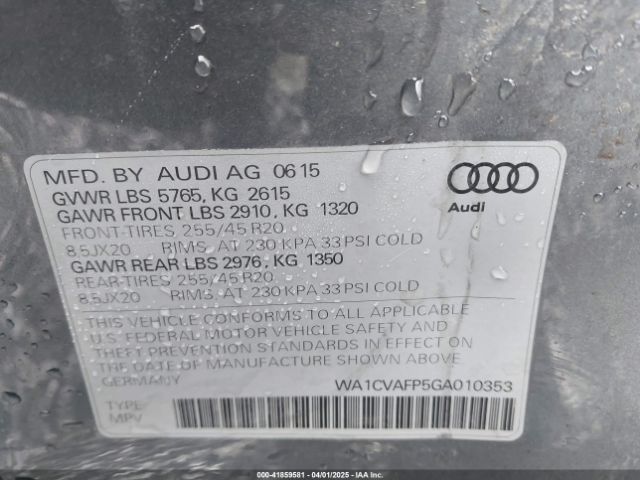 MFD. BY AUDI AG 06 15
GVWR LBS 5765, KG 2615
GAWR FRONT LBS 2910, KG 1320
FRONT-TIRES 255/45 R20
8.5JX20 RIMS, AT 230 KPA 33 PSI COLD
GAWR REAR LBS 2976, KG 1350
REAR-TIRES 255/45 R20
8.5JX20 RIMS, AT 230 KPA 33 PSI COLD
Audi
THIS VEHICLE CONFORMS TO ALL APPLICABLE
U.S. FEDERAL MOTOR VEHICLE SAFETY AND
THEFT PREVENTION STANDARDS IN EFFECT ON
THE DATE OF MANUFACTURE SHOWN ABOVE.
GERMANY
WA1CVAFP5GA010353
TYPE
MPV
000-41859581 04/01/2025 IAA Inc.